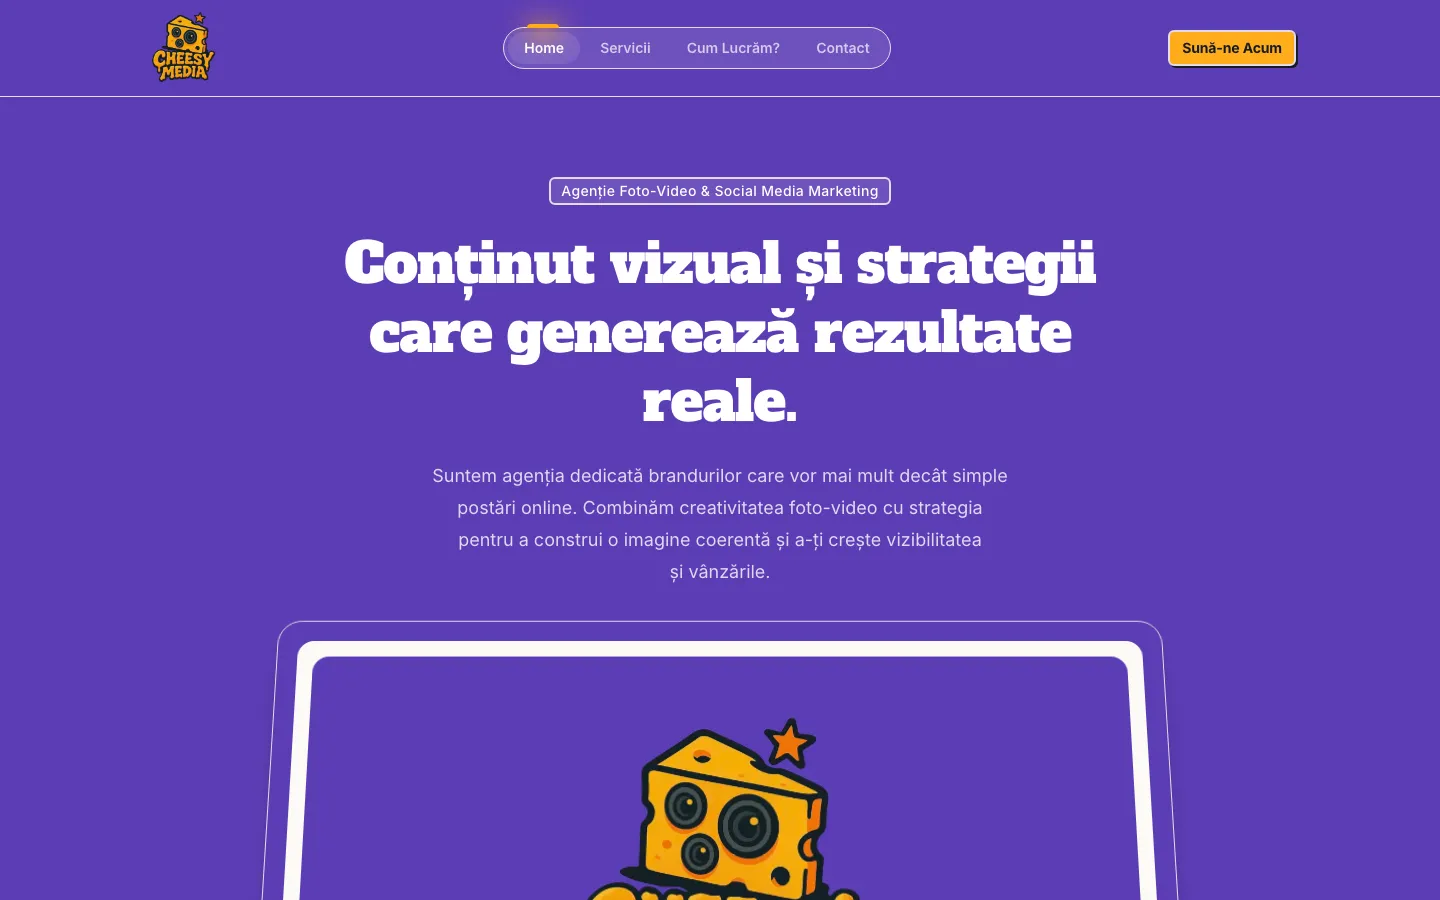 CHEESY
MEDIA
Home
Servicii
Cum Lucrăm?
Contact
Sună-ne Acum
Agenție Foto-Video & Social Media Marketing
Conținut vizual și strategii
care generează rezultate
reale.
Suntem agenția dedicată brandurilor care vor mai mult decât simple
postări online. Combinăm creativitatea foto-video cu strategia
pentru a construi o imagine coerentă și a-ți crește vizibilitatea
și vânzările.